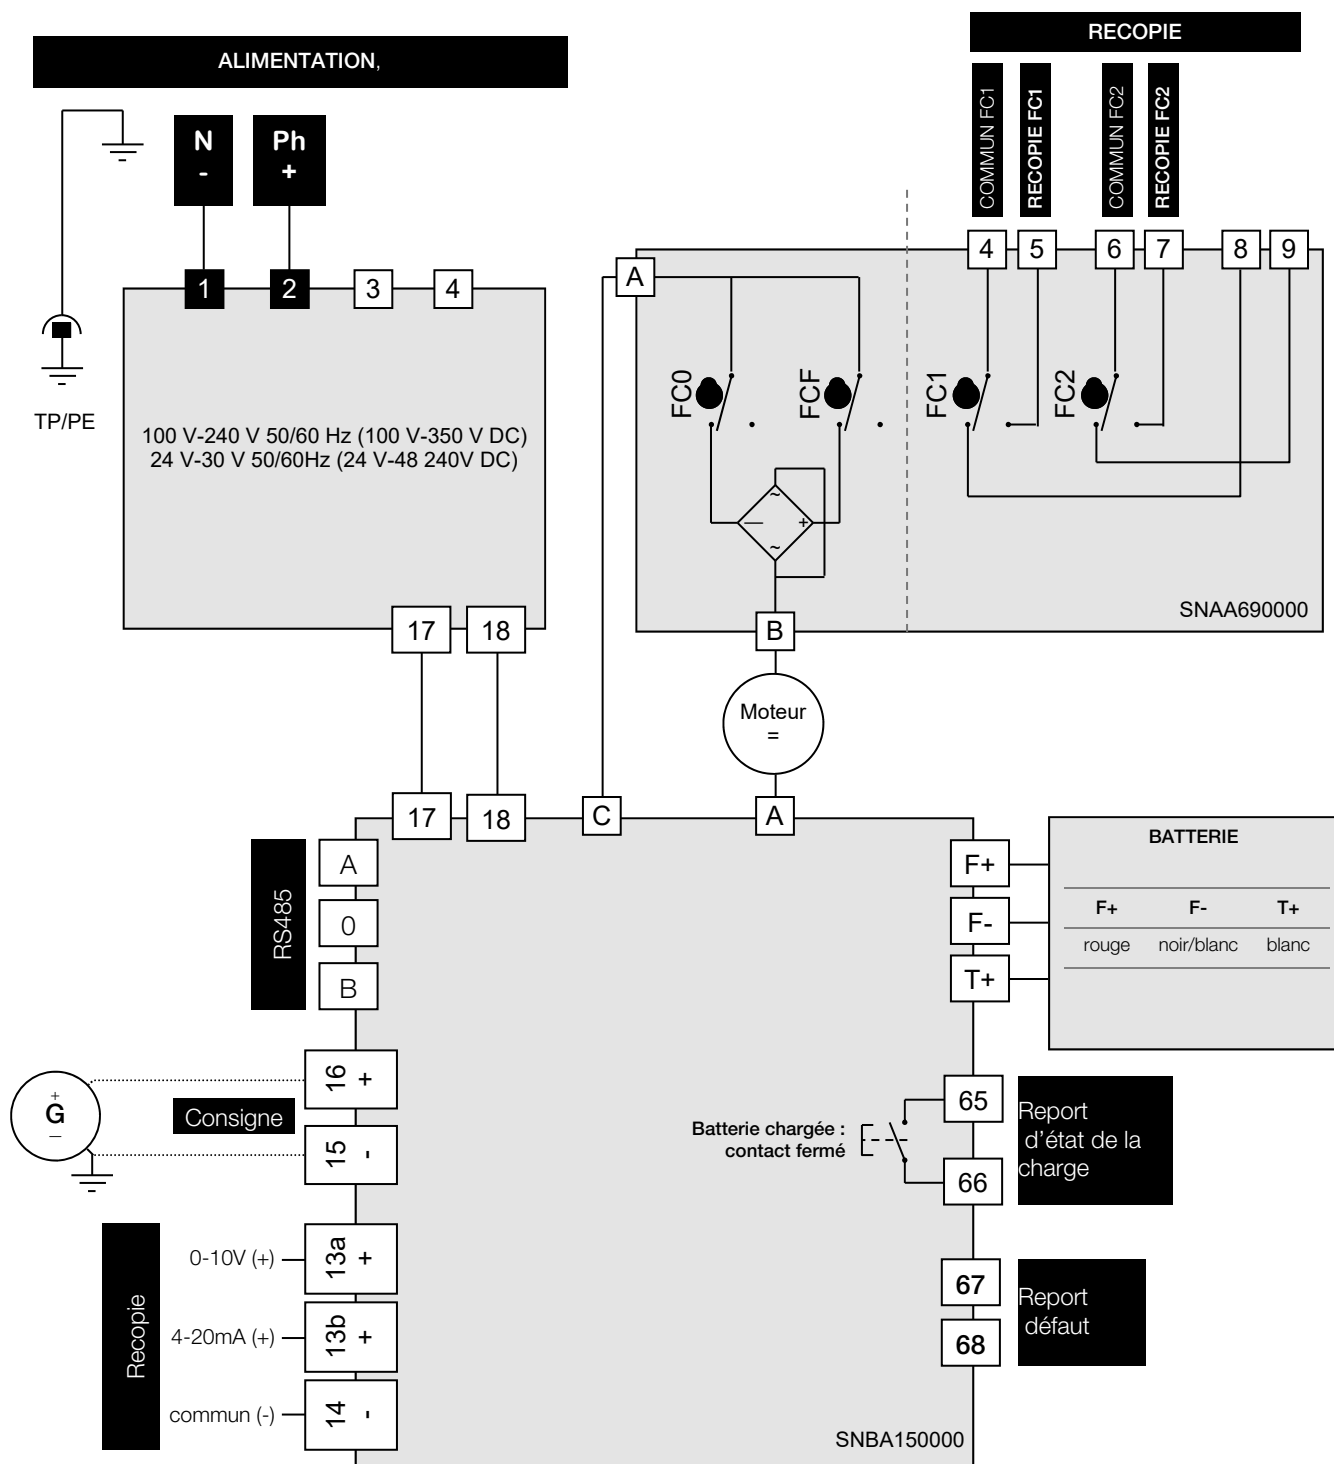 ALIMENTATION,
RECOPIE
COMMUN FC1
RECOPIE FC1
COMMUN FC2
RECOPIE FC2
N
-
Ph
+
1
2
3
4
TP/PE
100 V-240 V 50/60 Hz (100 V-350 V DC)
24 V-30 V 50/60Hz (24 V-48 240V DC)
17
18
4
5
6
7
8
9
A
FC0
FCF
FC1
FC2
~
—
+
~
SNAA690000
B
Moteur
=
17
18
C
A
RS485
A
0
B
F+
F-
T+
BATTERIE
F+ F- T+
rouge noir/blanc blanc
+
G
—
Consigne
16 +
15 -
Batterie chargée :
contact fermé
65
66
Report
d'état de la
charge
Recopie
0-10V (+)
13a +
4-20mA (+)
13b +
commun (-)
14 -
67
68
Report
défaut
SNBA150000